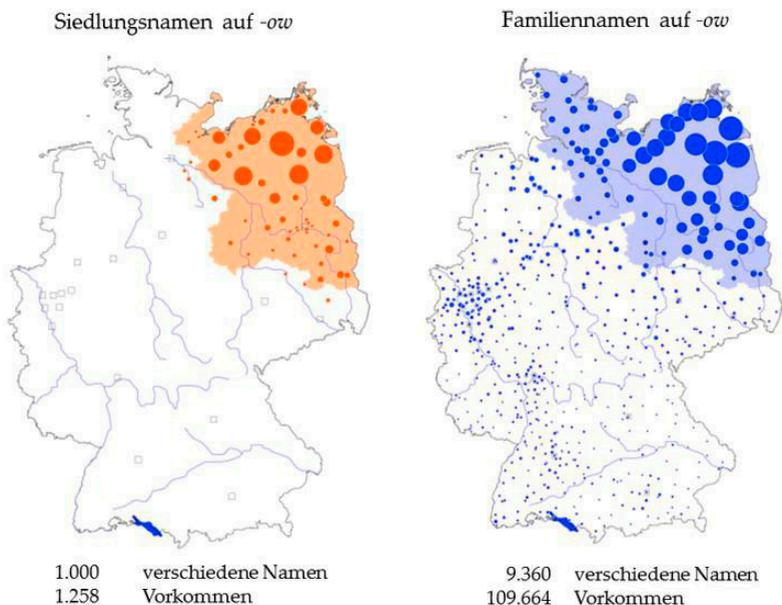 Siedlungsnamen auf -ow
Familiennamen auf -ow
1.000 verschiedene Namen
1.258 Vorkommen
9.360 verschiedene Namen
109.664 Vorkommen